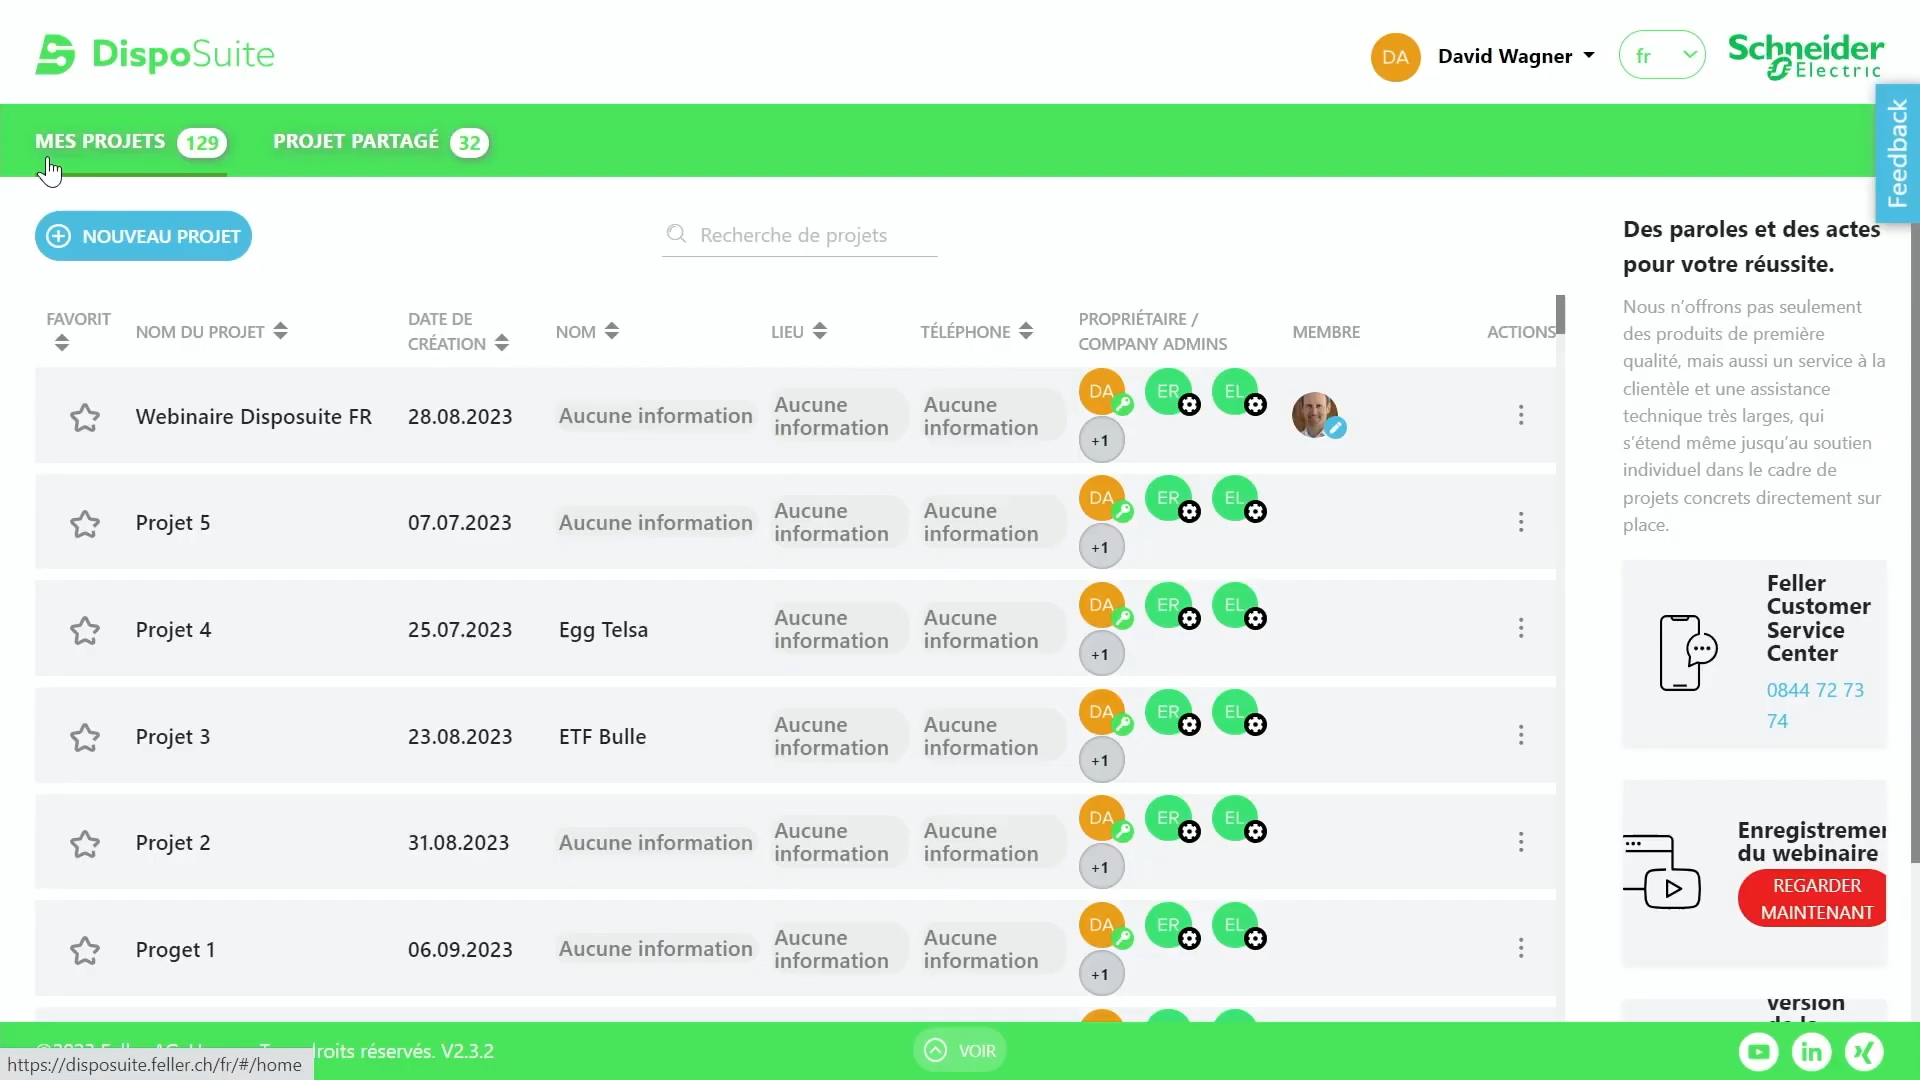 DispoSuite
DA David Wagner fr
Schneider
Electric
Feedback
MES PROJETS 129 PROJET PARTAGÉ 32
NOUVEAU PROJET
Recherche de projets
FAVORIT NOM DU PROJET DATE DE CRÉATION NOM LIEU TÉLÉPHONE PROPRIÉTAIRE / COMPANY ADMINS MEMBRE ACTIONS
Webinaire Disposuite FR 28.08.2023 Aucune information Aucune information Aucune information DA ER EL +1
Projet 5 07.07.2023 Aucune information Aucune information Aucune information DA ER EL +1
Projet 4 25.07.2023 Egg Telsa Aucune information Aucune information DA ER EL +1
Projet 3 23.08.2023 ETF Bulle Aucune information Aucune information DA ER EL +1
Projet 2 31.08.2023 Aucune information Aucune information Aucune information DA ER EL +1
Proget 1 06.09.2023 Aucune information Aucune information Aucune information DA ER EL +1
Des paroles et des actes
pour votre réussite.
Nous n'offrons pas seulement
des produits de première
qualité, mais aussi un service à la
clientèle et une assistance
technique très larges, qui
s'étend même jusqu'au soutien
individuel dans le cadre de
projets concrets directement sur
place.
Feller
Customer
Service
Center
0844 72 73
74
Enregistremen
du webinaire
REGARDER
MAINTENANT
version
droits réservés. V2.3.2
VOIR
in
https://disposuite.feller.ch/fr/#/home